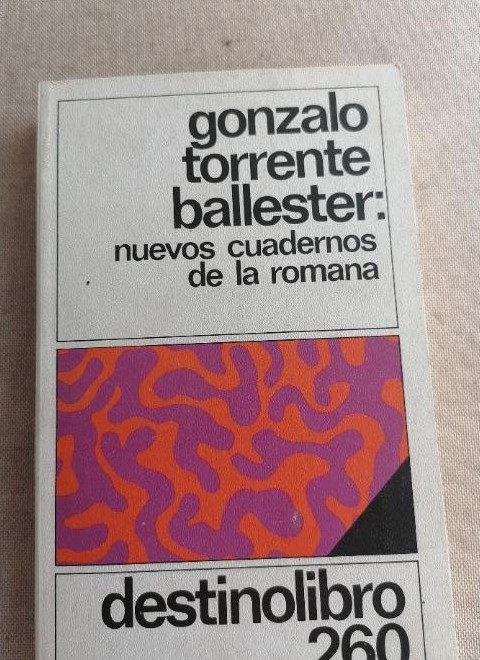 gonzalo
torrente
ballester:
nuevos cuadernos
de la romana
destinolibro
260